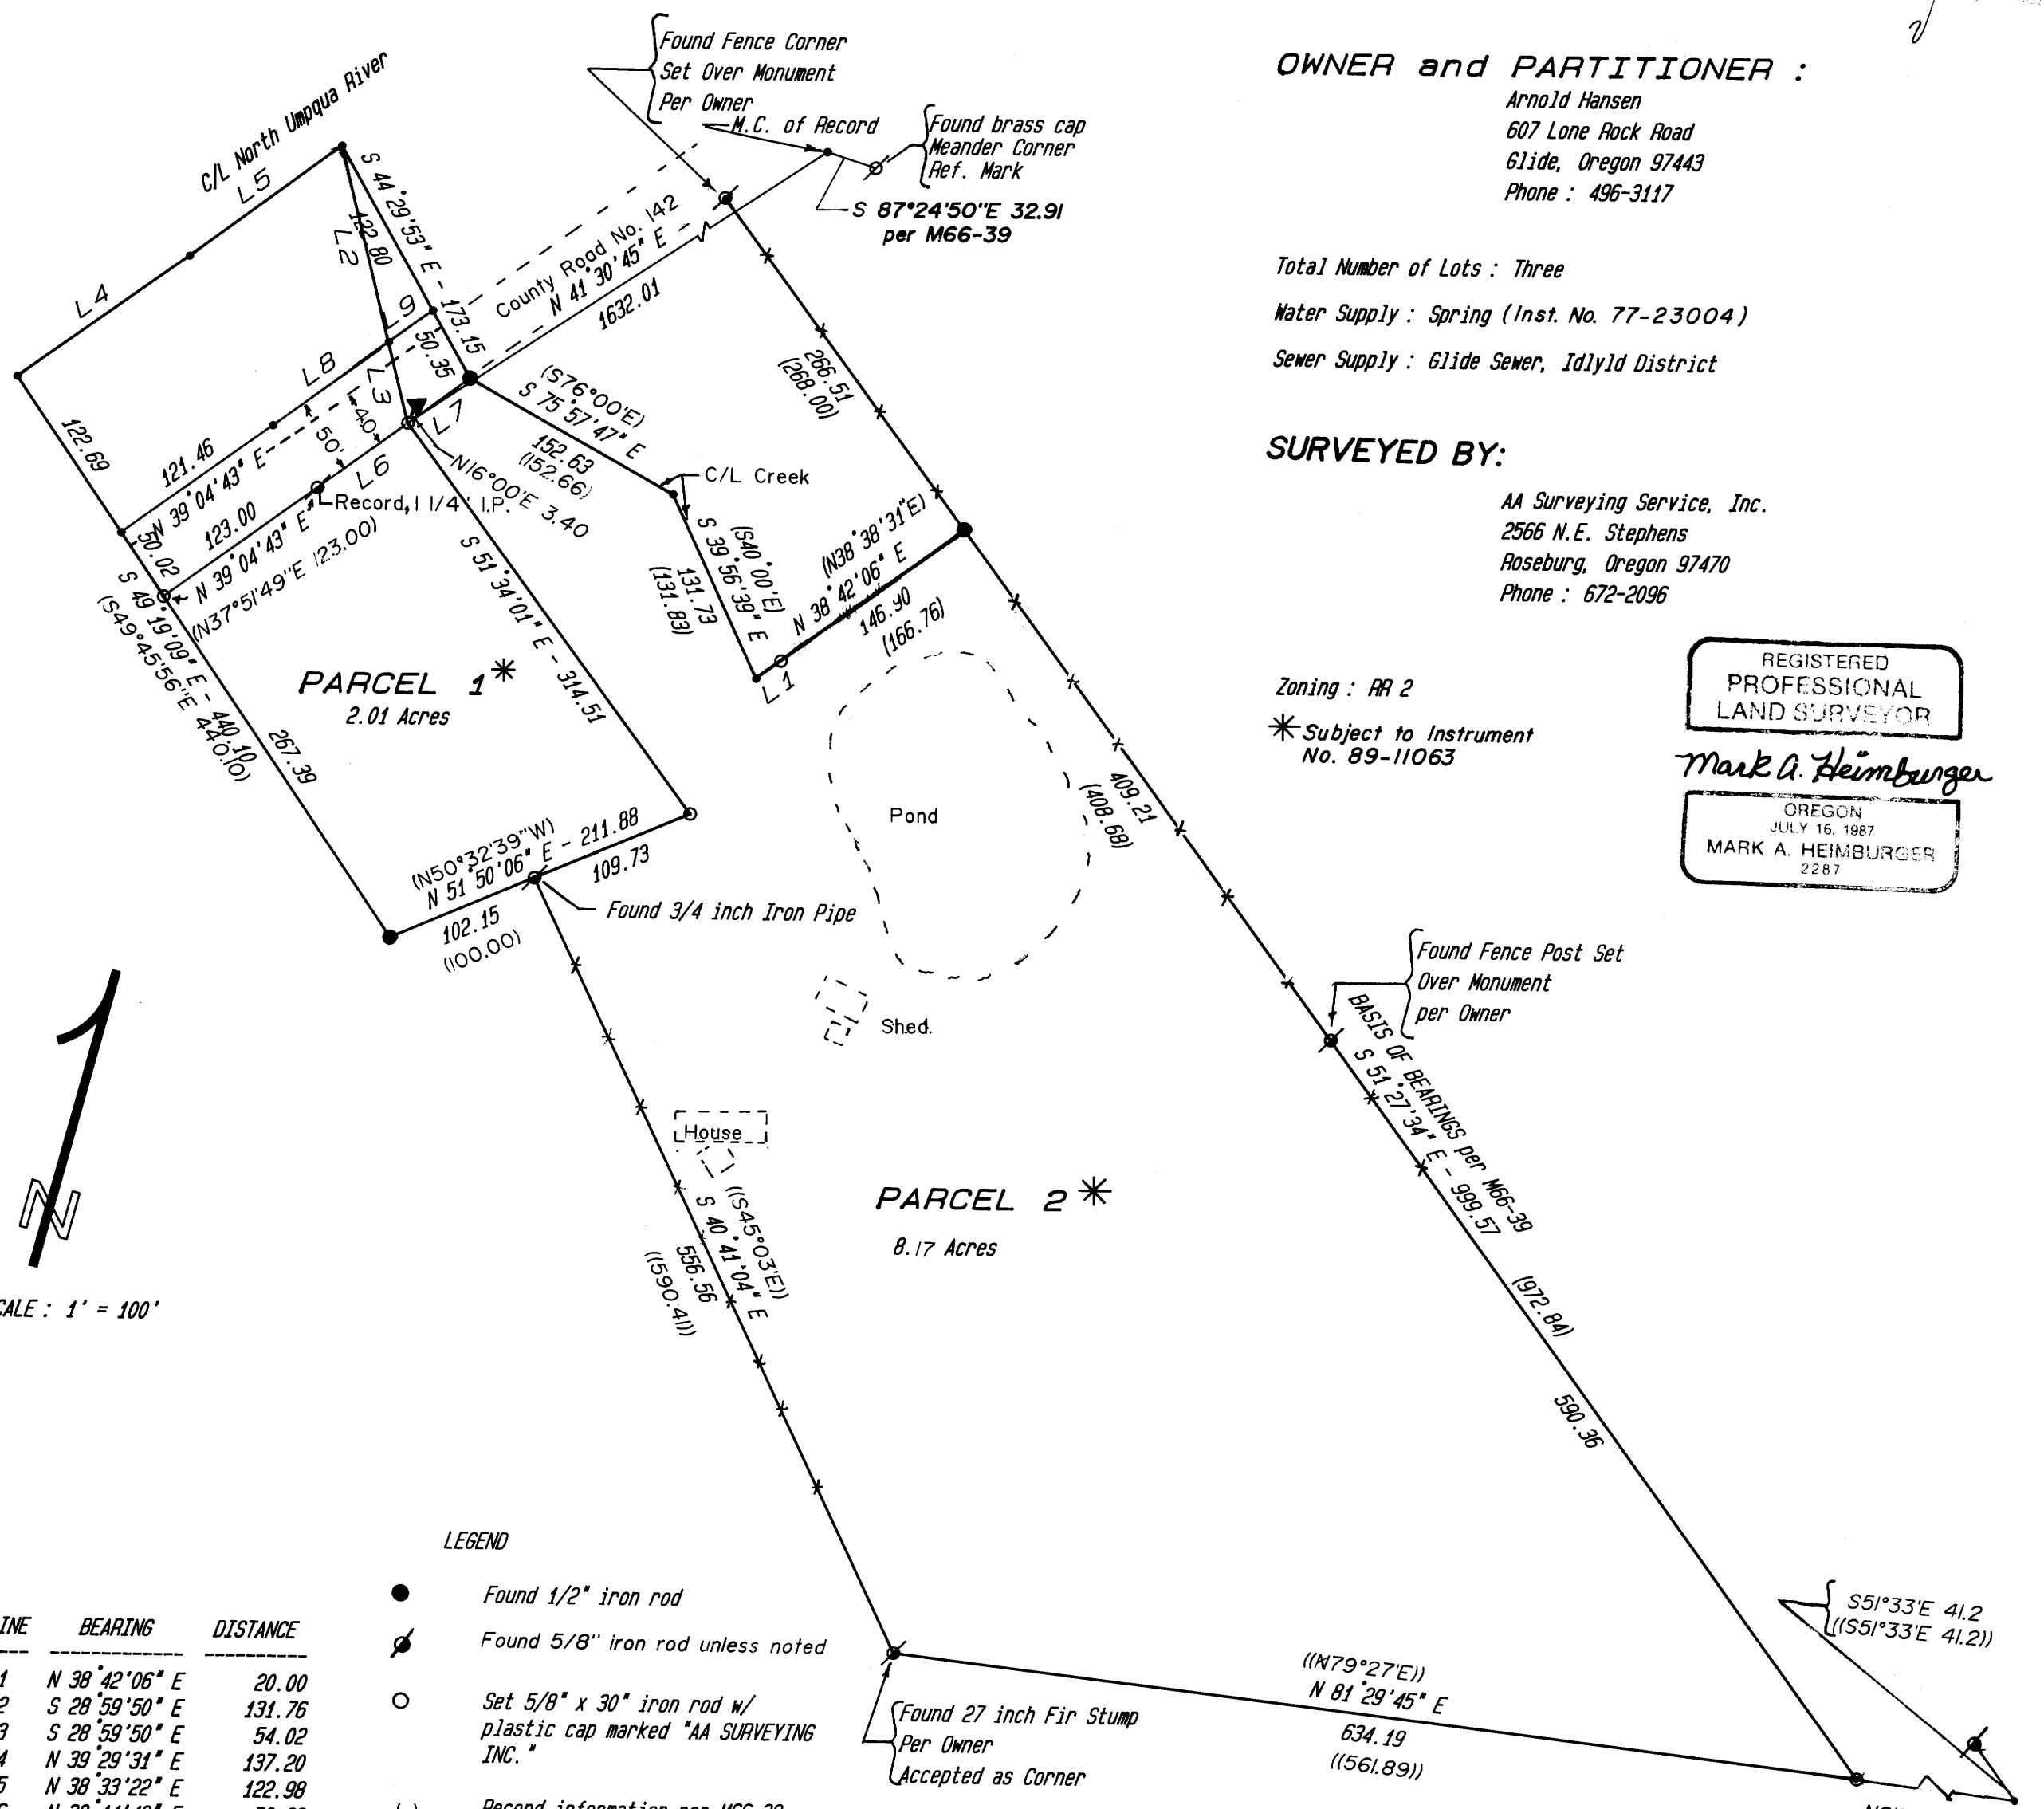 Found Fence Corner
Set Over Monument
Per Owner
M.C. of Record
Found brass cap
Meander Corner
Ref. Mark
S 87°24'50"E 32.91
per M66-39
OWNER and PARTITIONER :
Arnold Hansen
607 Lone Rock Road
Glide, Oregon 97443
Phone : 496-3117
Total Number of Lots : Three
Water Supply : Spring (Inst. No. 77-23004)
Sewer Supply : Glide Sewer, Idlyld District
SURVEYED BY:
AA Surveying Service, Inc.
2566 N.E. Stephens
Roseburg, Oregon 97470
Phone : 672-2096
Zoning : RR 2
* Subject to Instrument
No. 89-11063
REGISTERED
PROFESSIONAL
LAND SURVEYOR
Mark A. Heimburger
OREGON
JULY 16, 1987
MARK A. HEIMBURGER
2287
C/L North Umpqua River
L5
L4
S 44°29'53" E - 173.15
122.80
L2
L9
50.35
County Road No. 142
N 41°30'45" E
1632.01
L8
L3
L7
40'
50'
L6
122.69
121.46
N 39°04'43" E
123.00
N 39°04'43" E
(N37°51'49"E 123.00)
Record, 1 1/4" I.P.
N16°00'E 3.40
50.02
S 49°19'09" E - 440.10
(S49°45'56"E 440.10)
267.39
(S76°00'E)
S 75°57'47" E
152.63
(152.66)
C/L Creek
(S40°00'E)
S 39°56'39" E
131.73
(131.83)
(N38°38'31"E)
N 38°42'06" E
146.90
(166.76)
L1
266.51
(268.00)
S 51°34'01" E - 314.51
PARCEL 1*
2.01 Acres
(N50°32'39"W)
N 51°50'06" E - 211.88
109.73
102.15
(100.00)
Found 3/4 inch Iron Pipe
Pond
409.21
(408.68)
Shed.
House
Found Fence Post Set
Over Monument
per Owner
BASIS OF BEARINGS per M66-39
S 51°27'34" E - 999.57
(972.84)
590.36
PARCEL 2*
8.17 Acres
((S45°03'E))
S 40°41'04" E
556.56
((590.41))
N
CALE : 1' = 100'
LEGEND
Found 1/2" iron rod
Found 5/8" iron rod unless noted
Set 5/8" x 30" iron rod w/
plastic cap marked "AA SURVEYING
INC."
INE BEARING DISTANCE
1 N 38°42'06" E 20.00
2 S 28°59'50" E 131.76
3 S 28°59'50" E 54.02
4 N 39°29'31" E 137.20
5 N 38°33'22" E 122.98
Found 27 inch Fir Stump
Per Owner
Accepted as Corner
((N79°27'E))
N 81°29'45" E
634.19
((561.89))
S51°33'E 41.2
((S51°33'E 41.2))